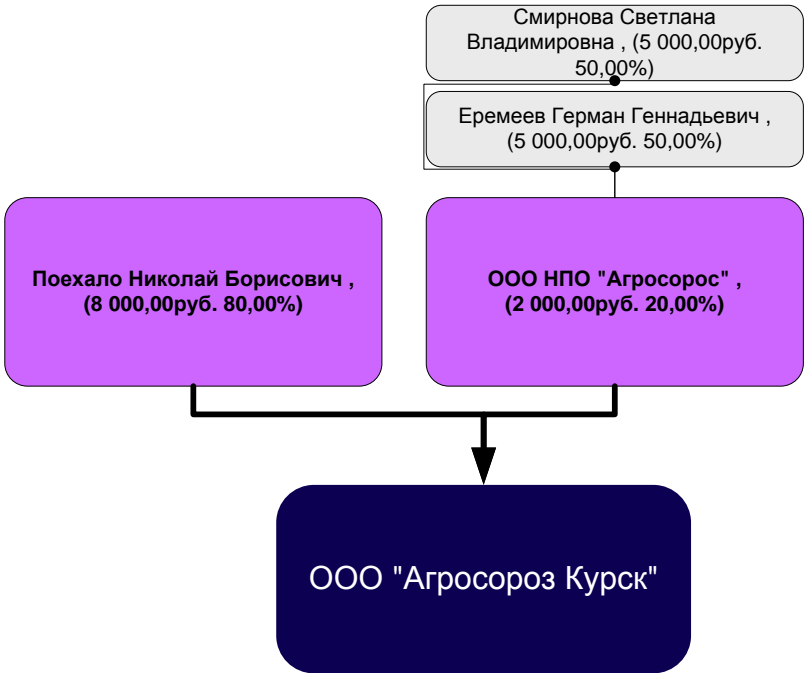 Смирнова Светлана
Владимировна , (5 000,00руб.
50,00%)
Еремеев Герман Геннадьевич ,
(5 000,00руб. 50,00%)
Поехало Николай Борисович ,
(8 000,00руб. 80,00%)
ООО НПО "Агросорос" ,
(2 000,00руб. 20,00%)
ООО "Агросороз Курск"